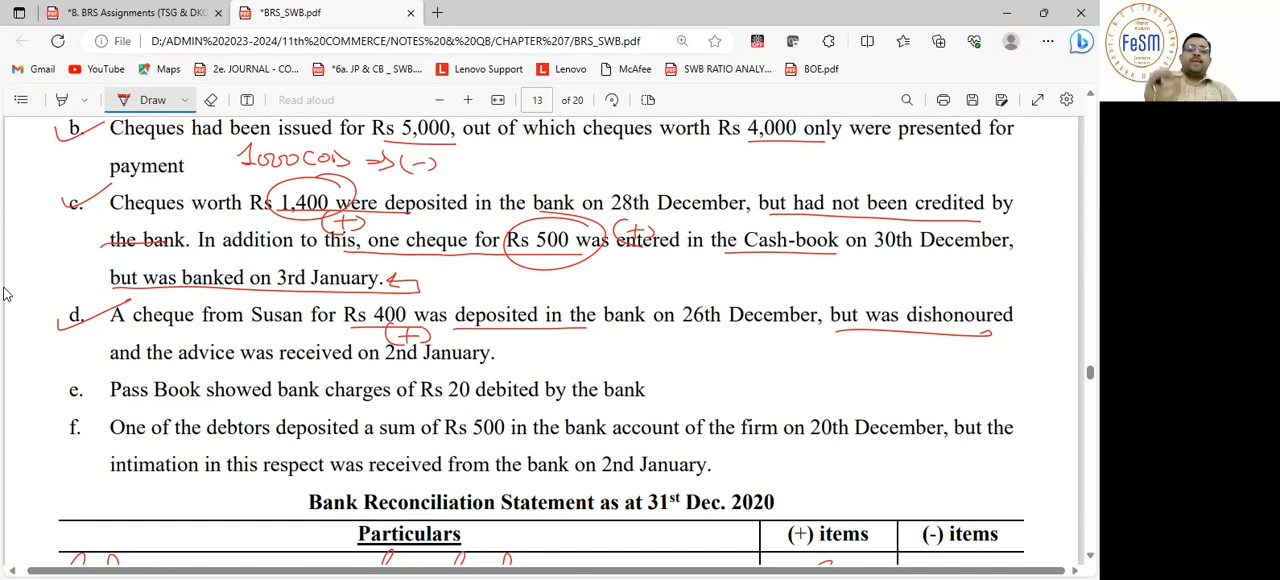 *8. BRS Assignments (TSG & DKG
*BRS_SWB.pdf
File
D:/ADMIN%202023-2024/11th%20COMMERCE/NOTES%20&%20QB/CHAPTER%207/BRS_SWB.pdf
Gmail YouTube Maps 2e. JOURNAL - CO... *6a. JP & CB _ SWB.... Lenovo Support Lenovo McAfee SWB RATIO ANALY... BOE.pdf
Draw Read aloud 13 of 20
b. Cheques had been issued for Rs 5,000, out of which cheques worth Rs 4,000 only were presented for
payment 1000 (-)
c. Cheques worth Rs 1,400 were deposited in the bank on 28th December, but had not been credited by
(+) (+)
the bank. In addition to this, one cheque for Rs 500 was entered in the Cash-book on 30th December,
but was banked on 3rd January.
d. A cheque from Susan for Rs 400 was deposited in the bank on 26th December, but was dishonoured
(+)
and the advice was received on 2nd January.
e. Pass Book showed bank charges of Rs 20 debited by the bank
f. One of the debtors deposited a sum of Rs 500 in the bank account of the firm on 20th December, but the
intimation in this respect was received from the bank on 2nd January.
Bank Reconciliation Statement as at 31st Dec. 2020
Particulars (+) items (-) items
FeSM